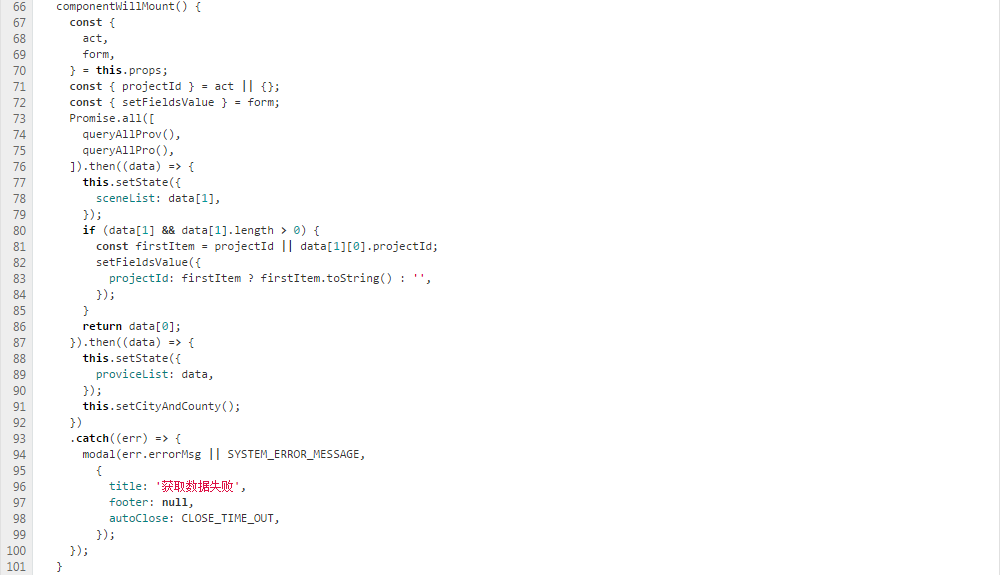 66 componentWillMount() {
67 const {
68 act,
69 form,
70 } = this.props;
71 const { projectId } = act || {};
72 const { setFieldsValue } = form;
73 Promise.all([
74 queryAllProv(),
75 queryAllPro(),
76 ]).then((data) => {
77 this.setState({
78 sceneList: data[1],
79 });
80 if (data[1] && data[1].length > 0) {
81 const firstItem = projectId || data[1][0].projectId;
82 setFieldsValue({
83 projectId: firstItem ? firstItem.toString() : '',
84 });
85 }
86 return data[0];
87 }).then((data) => {
88 this.setState({
89 proviceList: data,
90 });
91 this.setCityAndCounty();
92 })
93 .catch((err) => {
94 modal(err.errorMsg || SYSTEM_ERROR_MESSAGE,
95 {
96 title: '获取数据失败',
97 footer: null,
98 autoClose: CLOSE_TIME_OUT,
99 });
100 });
101 }